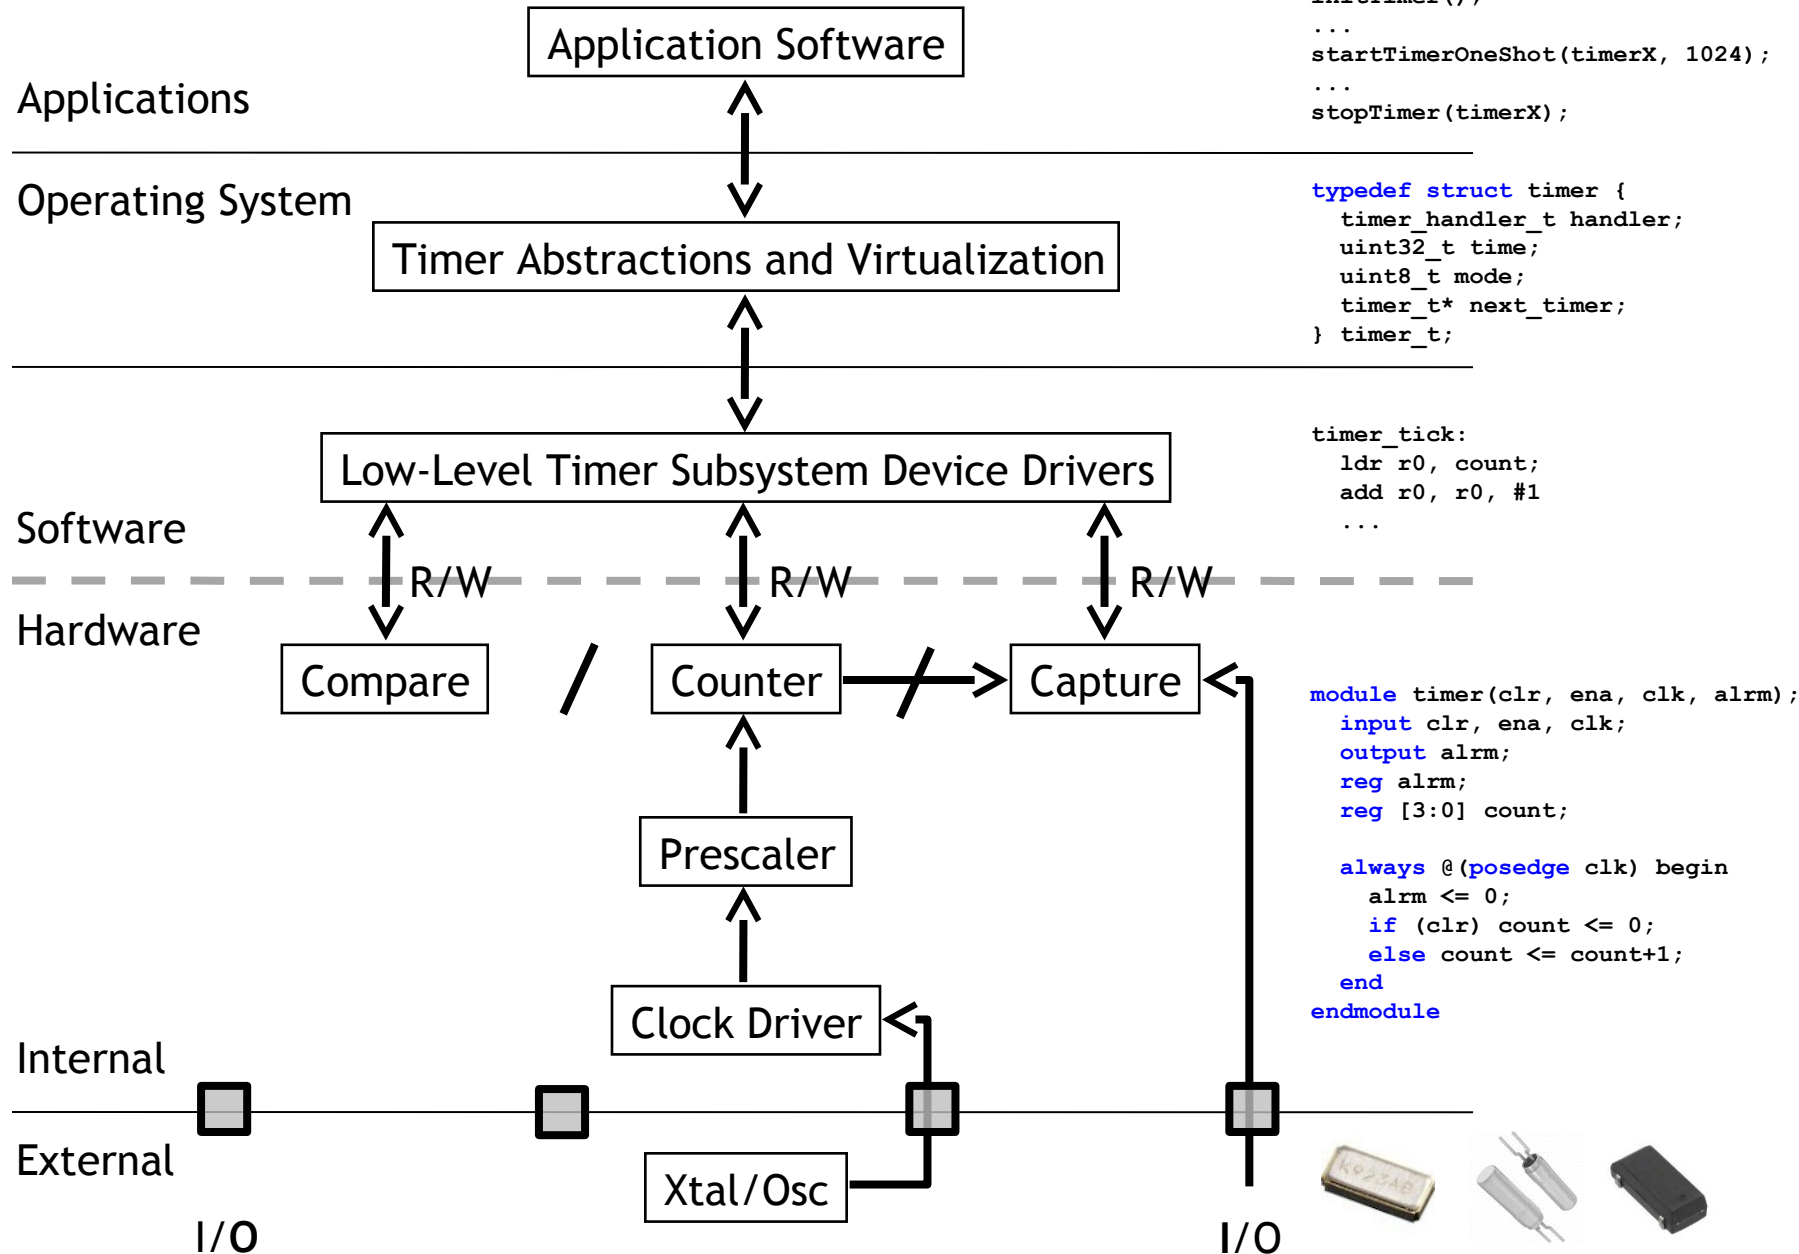 Application Software
Applications
Operating System
Timer Abstractions and Virtualization
Low-Level Timer Subsystem Device Drivers
Software
R/W R/W R/W
Hardware
Compare Counter Capture
Prescaler
Clock Driver
Internal
External
Xtal/Osc
I/O I/O
...
startTimerOneShot(timerX, 1024);
...
stopTimer(timerX);
typedef struct timer {
timer_handler_t handler;
uint32_t time;
uint8_t mode;
timer_t* next_timer;
} timer_t;
timer_tick:
ldr r0, count;
add r0, r0, #1
...
module timer(clr, ena, clk, alrm);
input clr, ena, clk;
output alrm;
reg alrm;
reg [3:0] count;
always @(posedge clk) begin
alrm <= 0;
if (clr) count <= 0;
else count <= count+1;
end
endmodule